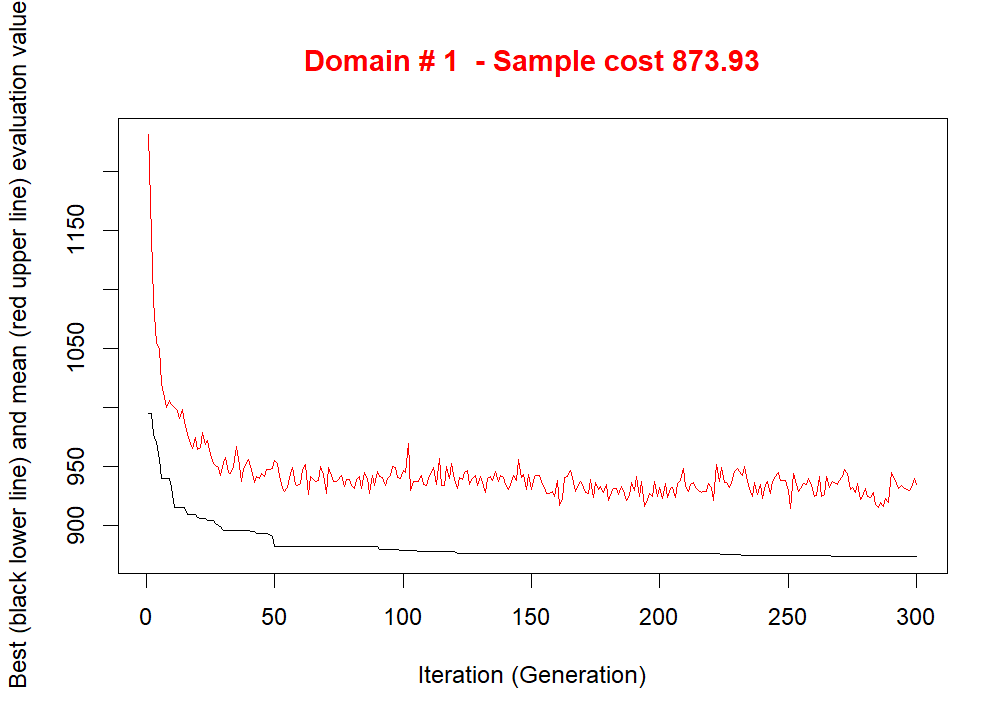 Domain # 1  - Sample cost 873.93
Best (black lower line) and mean (red upper line) evaluation value
1150
1050
950
900
0 50 100 150 200 250 300
Iteration (Generation)